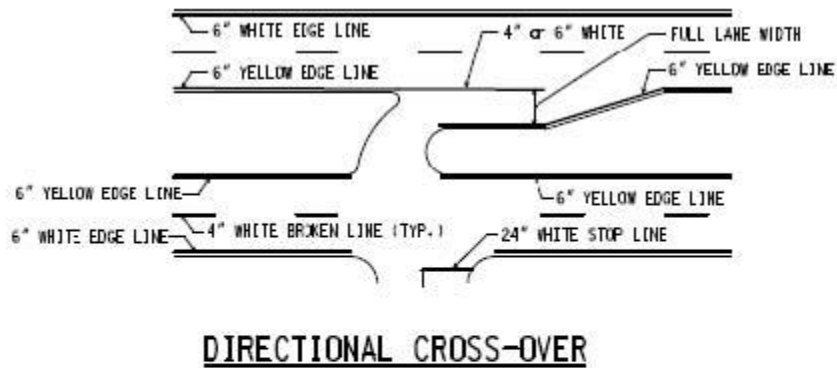 6" WHITE EDGE LINE
4" or 6" WHITE
FULL LANE WIDTH
6" YELLOW EDGE LINE
6" YELLOW EDGE LINE
6" YELLOW EDGE LINE
6" YELLOW EDGE LINE
6" WHITE EDGE LINE
4" WHITE BROKEN LINE (TYP.)
24" WHITE STOP LINE
DIRECTIONAL CROSS-OVER